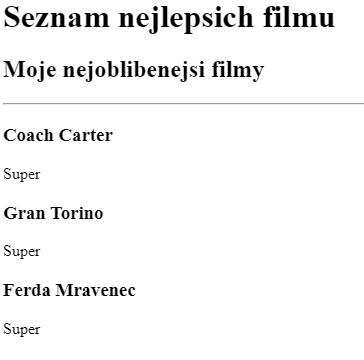 Seznam nejlepsich filmu
Moje nejoblibenejsi filmy
Coach Carter
Super
Gran Torino
Super
Ferda Mravenec
Super